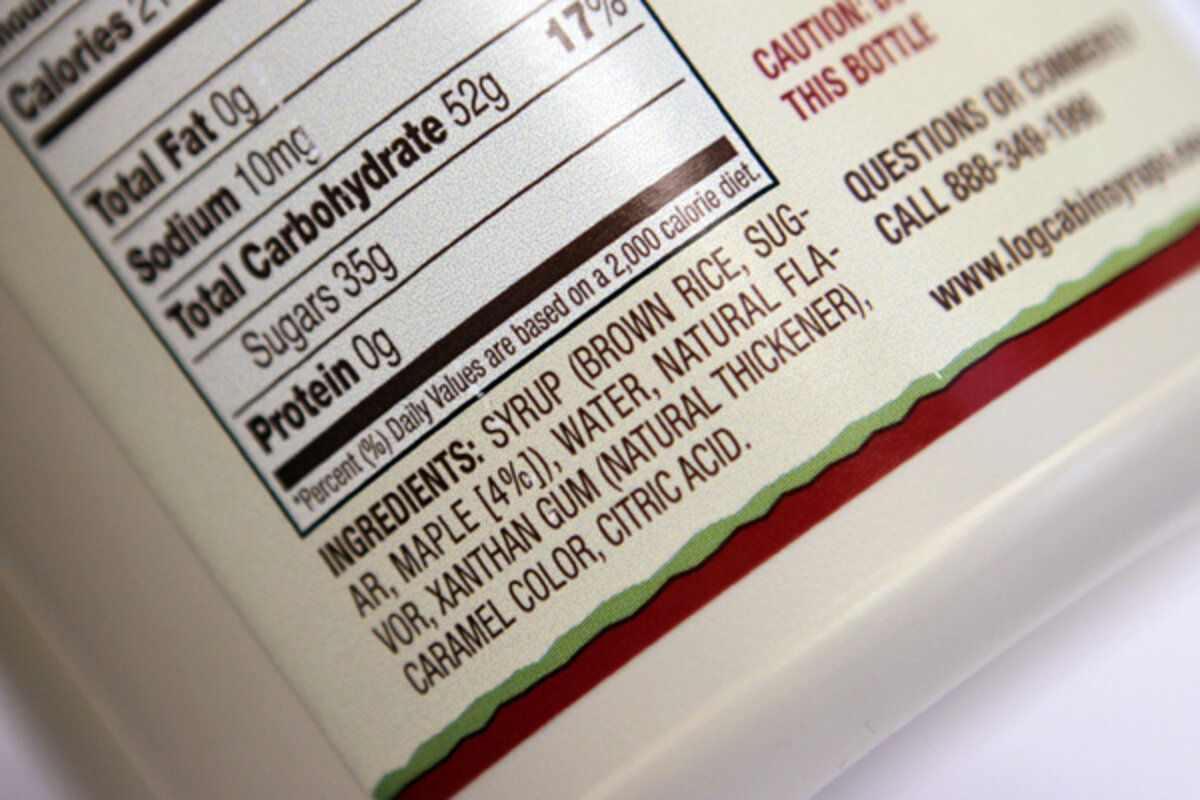 Calories
Total Fat 0g
Sodium 10mg
Total Carbohydrate 52g 17%
Sugars 35g
Protein 0g
*Percent (%) Daily Values are based on a 2,000 calorie diet.
INGREDIENTS: SYRUP (BROWN RICE, SUG-
AR, MAPLE [4%]), WATER, NATURAL FLA-
VOR, XANTHAN GUM (NATURAL THICKENER),
CARAMEL COLOR, CITRIC ACID.
CAUTION:
THIS BOTTLE
QUESTIONS OR COMMENTS?
CALL 888-349-
www.logcabinsyrups